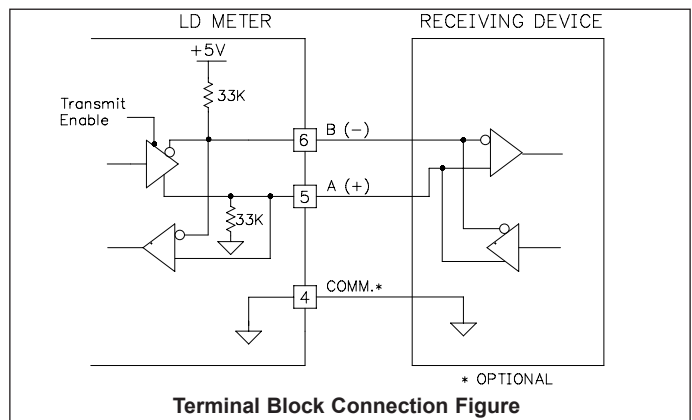 LD METER
RECEIVING DEVICE
+5V
33K
Transmit
Enable
6
B (-)
5
A (+)
33K
4
COMM.*
* OPTIONAL
Terminal Block Connection Figure